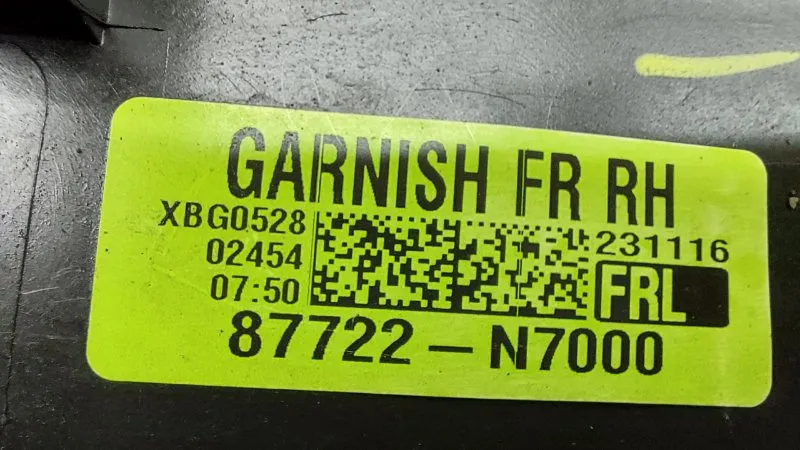 GARNISH FR RH
XBG0528
231116
02454
07:50
FRL
87722-N7000